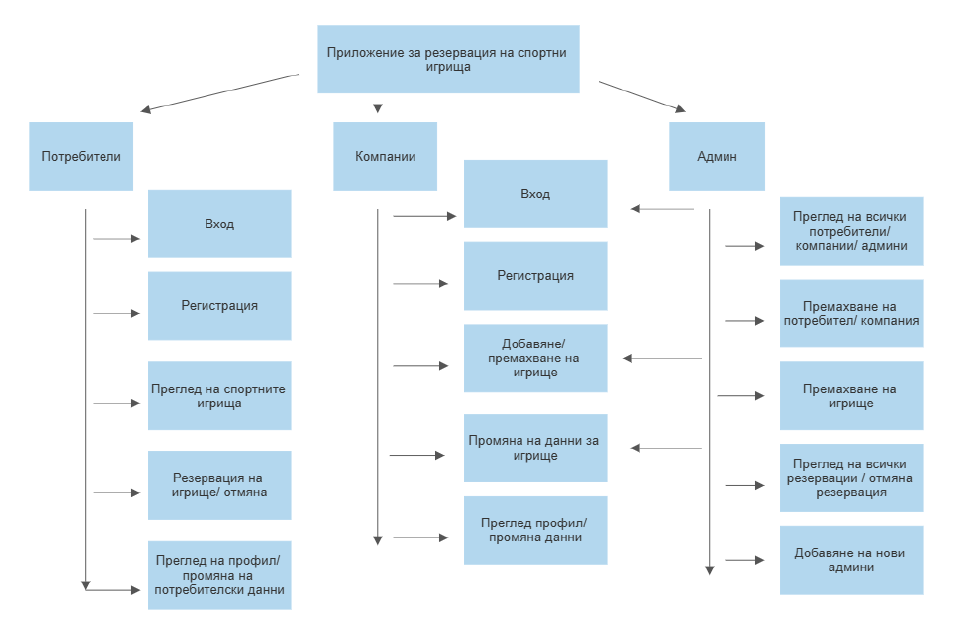 Приложение за резервация на спортни
игрища
Потребители
Компании
Админ
Вход
Регистрация
Преглед на спортните
игрища
Резервация на
игрище/ отмяна
Преглед на профил/
промяна на
потребителски данни
Вход
Регистрация
Добавяне/
премахване на
игрище
Промяна на данни за
игрище
Преглед профил/
промяна данни
Преглед на всички
потребители/
компании/ админи
Премахване на
потребител/ компания
Премахване на
игрище
Преглед на всички
резервации / отмяна
резервация
Добавяне на нови
админи